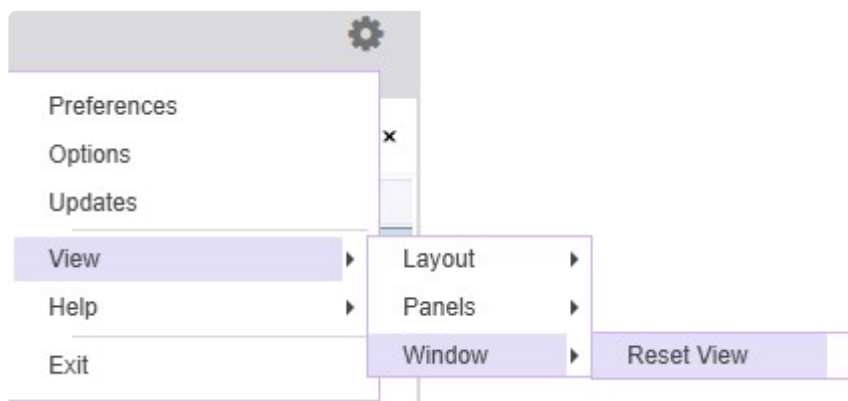 Preferences
Options
Updates
View
Help
Exit
Layout
Panels
Window
Reset View